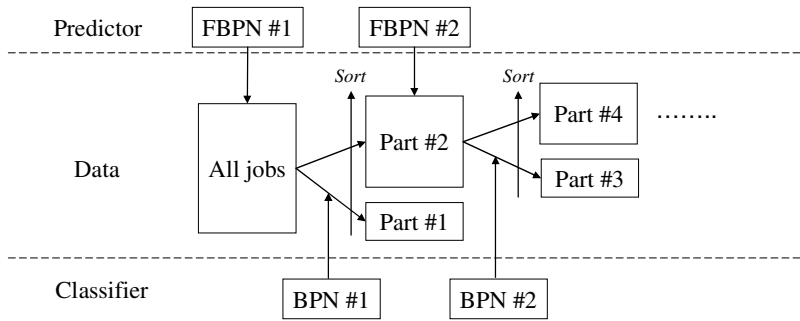 Predictor
FBPN #1
FBPN #2
Sort
Sort
All jobs
Part #2
Part #4
........
Data
Part #3
Part #1
Classifier
BPN #1
BPN #2